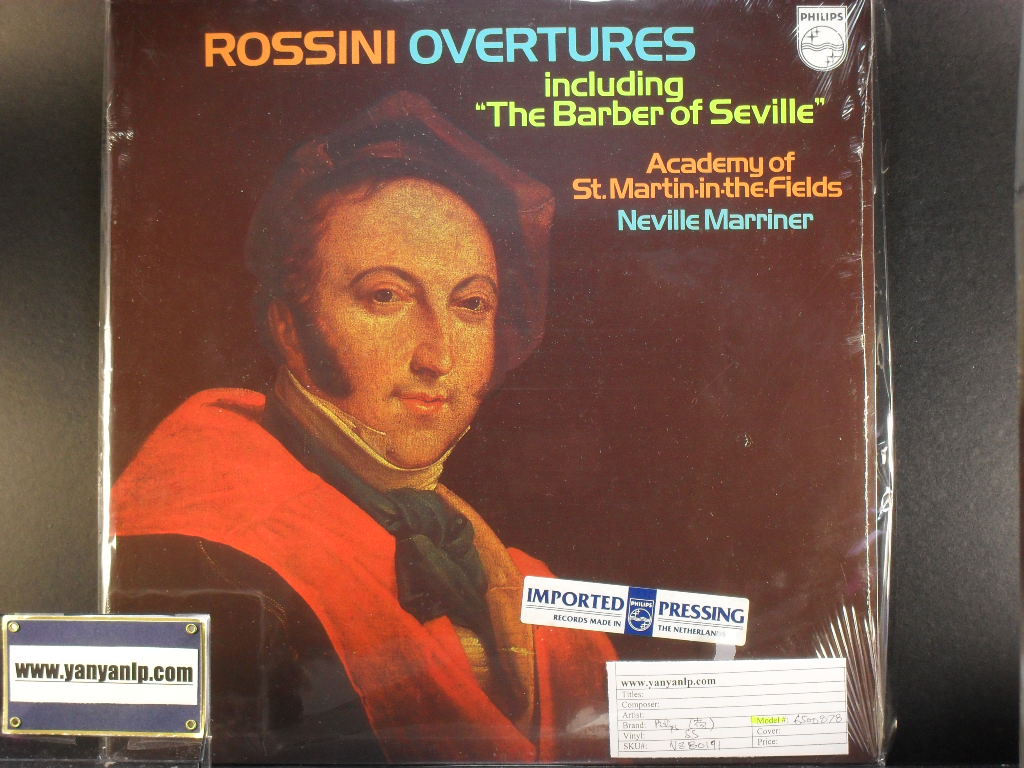 PHILIPS
ROSSINI OVERTURES
including
"The Barber of Seville"
Academy of
St. Martin-in-the-Fields
Neville Marriner
IMPORTED PHILIPS PRESSING
RECORDS MADE IN THE NETHERLANDS
www.yanyanlp.com
www.yanyanlp.com
Titles:
Composer:
Artist:
Brand:
Model #: 6500878
Vinyl: SS
Cover:
SKU#:
Price: